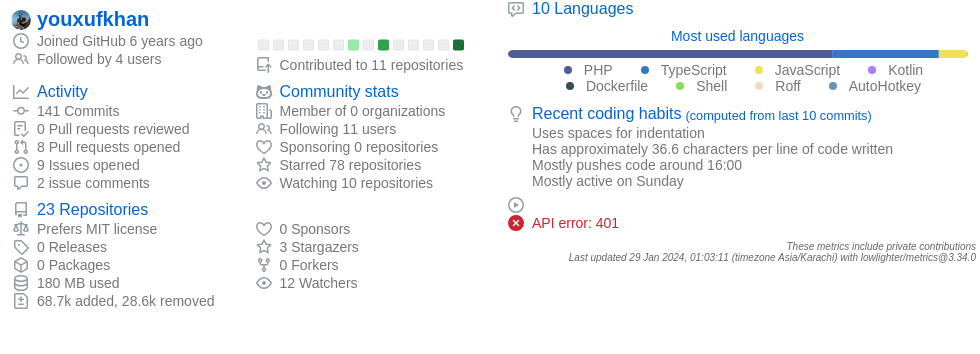 youxufkhan
Joined GitHub 6 years ago
Followed by 4 users
Contributed to 11 repositories
Activity
141 Commits
0 Pull requests reviewed
8 Pull requests opened
9 Issues opened
2 issue comments
Community stats
Member of 0 organizations
Following 11 users
Sponsoring 0 repositories
Starred 78 repositories
Watching 10 repositories
23 Repositories
Prefers MIT license
0 Releases
0 Packages
180 MB used
68.7k added, 28.6k removed
0 Sponsors
3 Stargazers
0 Forkers
12 Watchers
10 Languages
Most used languages
PHP TypeScript JavaScript Kotlin
Dockerfile Shell Roff AutoHotkey
Recent coding habits (computed from last 10 commits)
Uses spaces for indentation
Has approximately 36.6 characters per line of code written
Mostly pushes code around 16:00
Mostly active on Sunday
API error: 401
These metrics include private contributions
Last updated 29 Jan 2024, 01:03:11 (timezone Asia/Karachi) with lowlighter/metrics@3.34.0